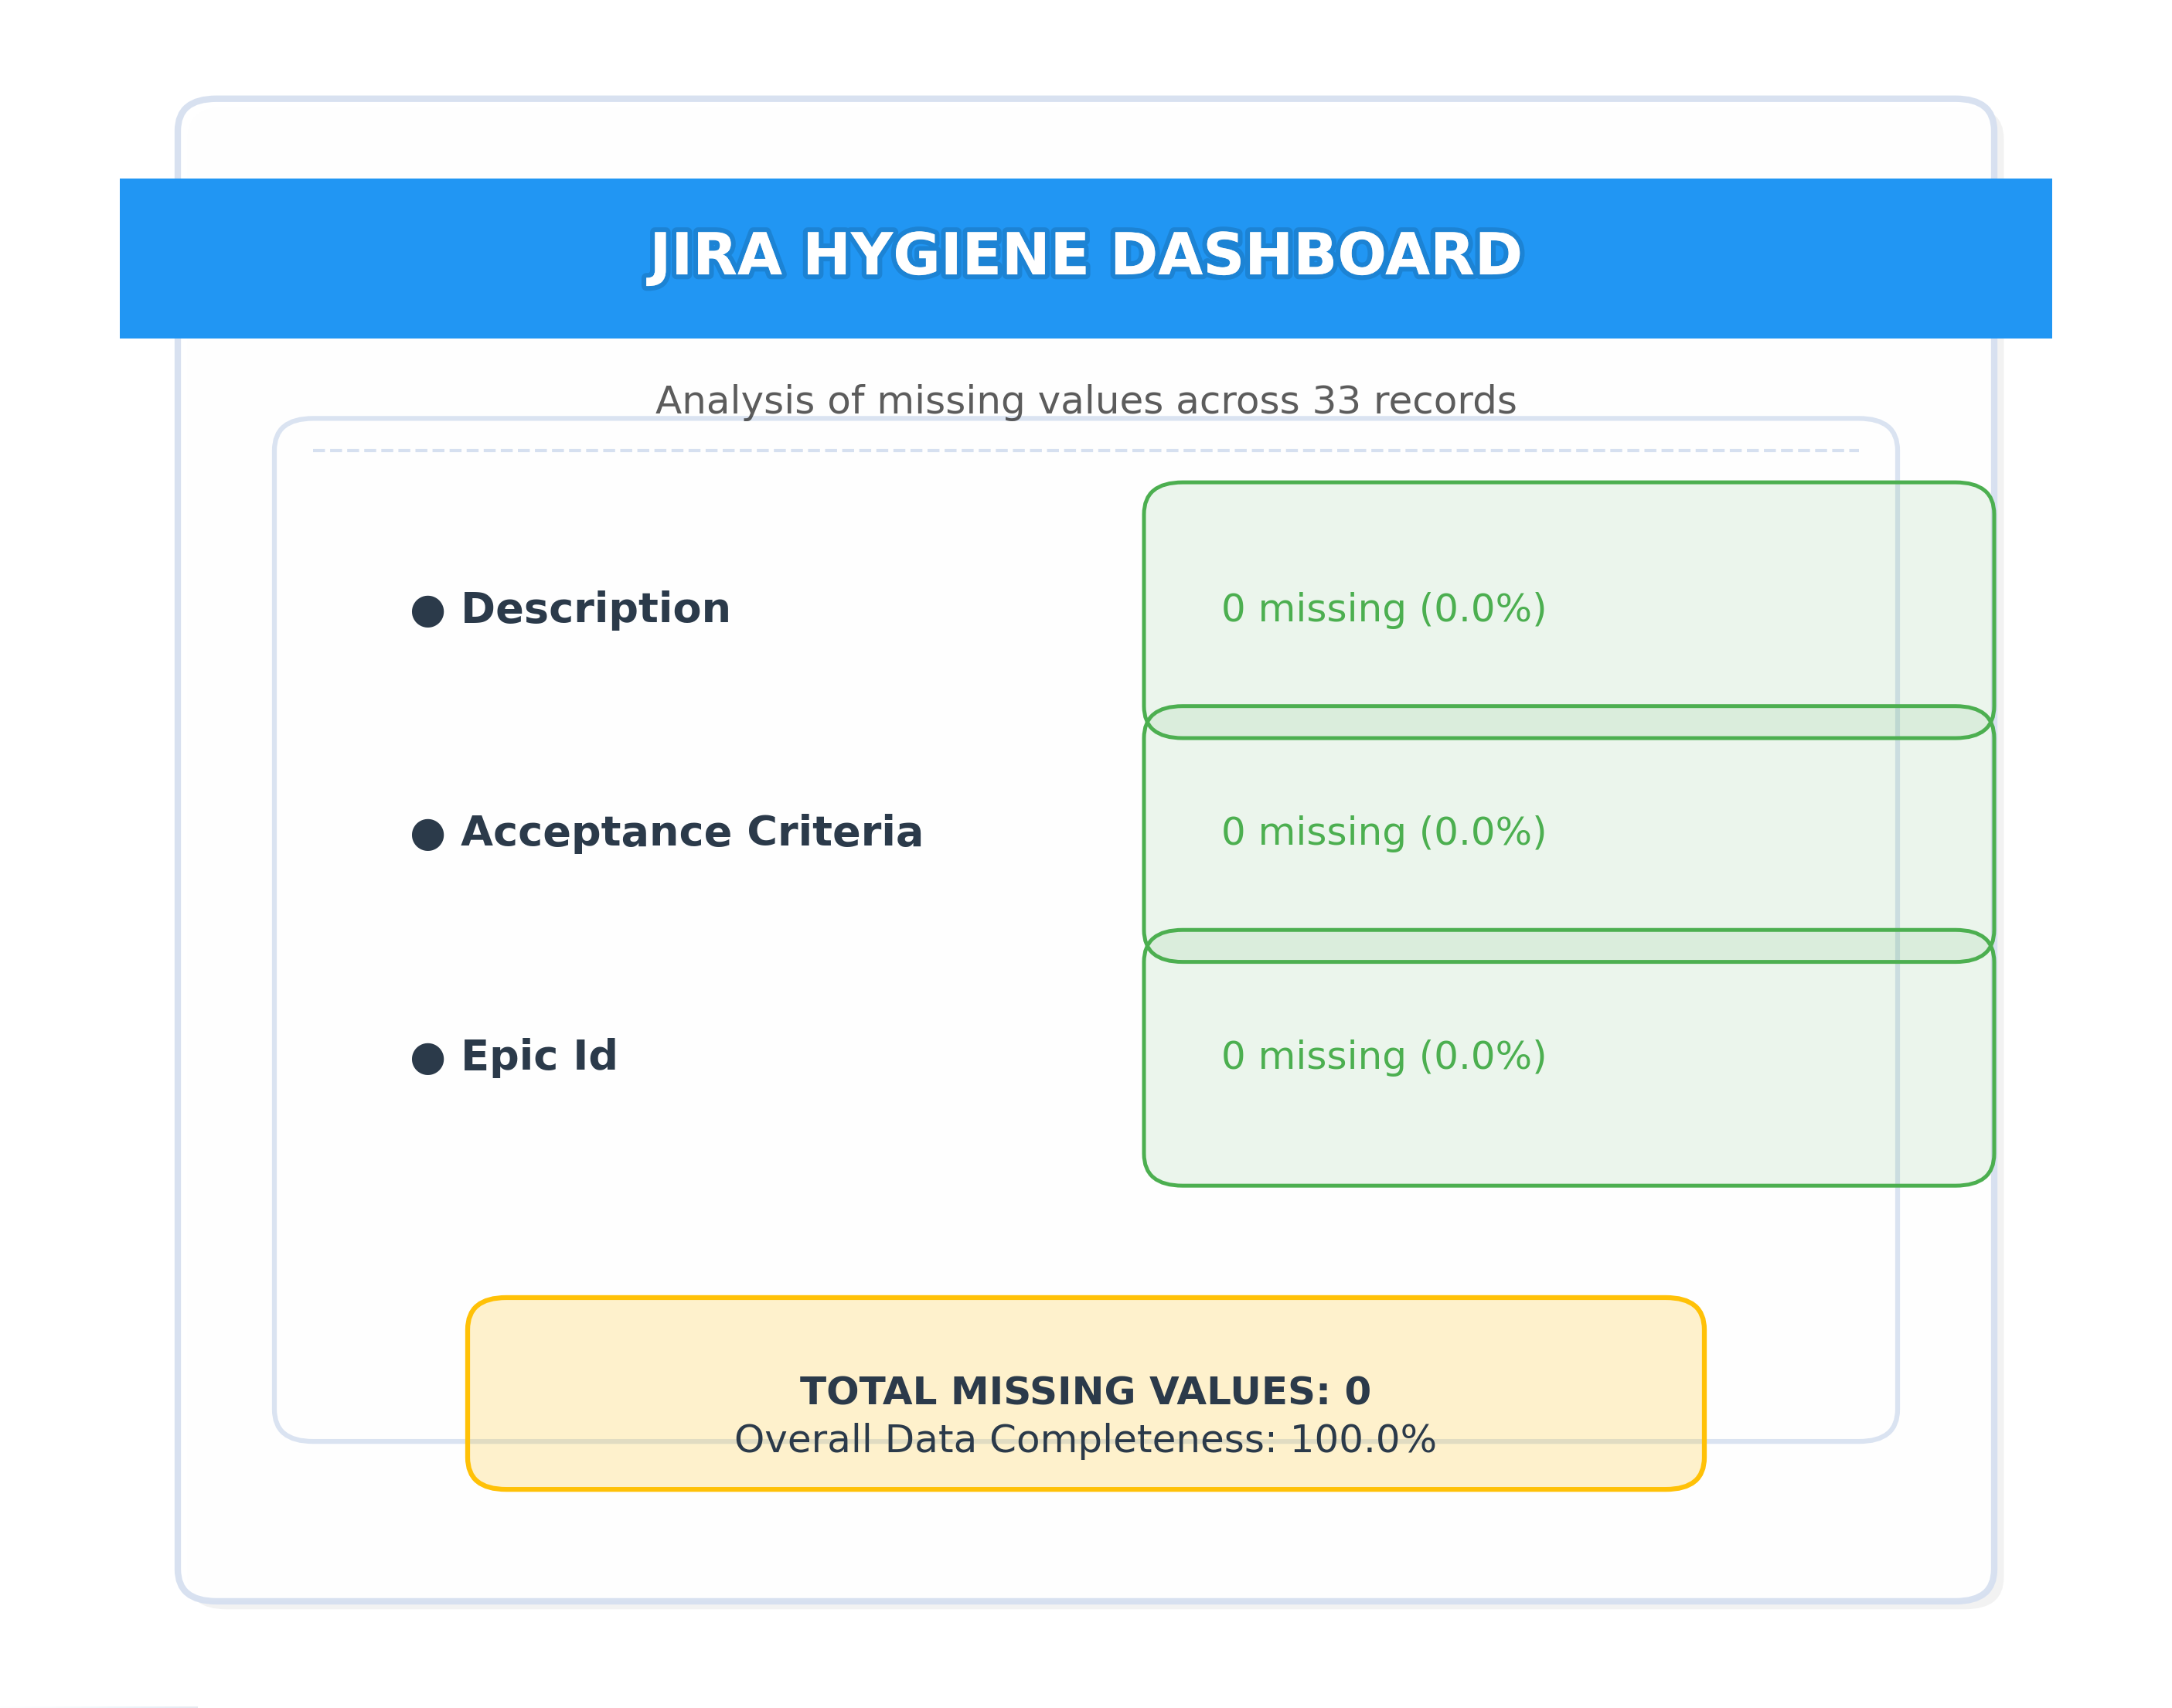 JIRA HYGIENE DASHBOARD
Analysis of missing values across 33 records
● Description 0 missing (0.0%)
● Acceptance Criteria 0 missing (0.0%)
● Epic Id 0 missing (0.0%)
TOTAL MISSING VALUES: 0
Overall Data Completeness: 100.0%